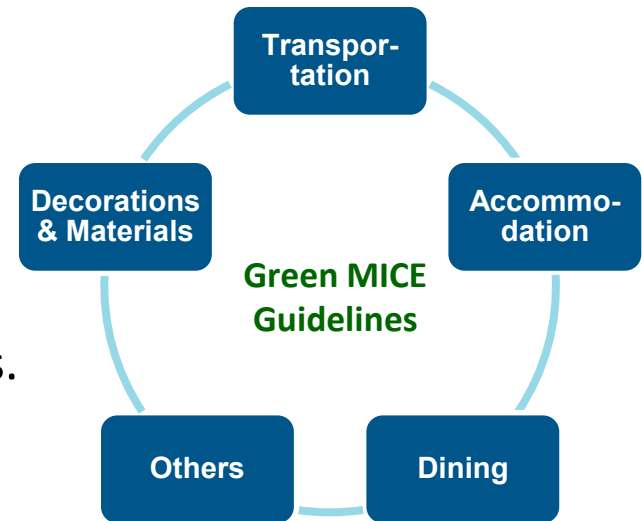 Transpor-
tation
Decorations
& Materials
Accommo-
dation
Green MICE
Guidelines
s.
Others
Dining